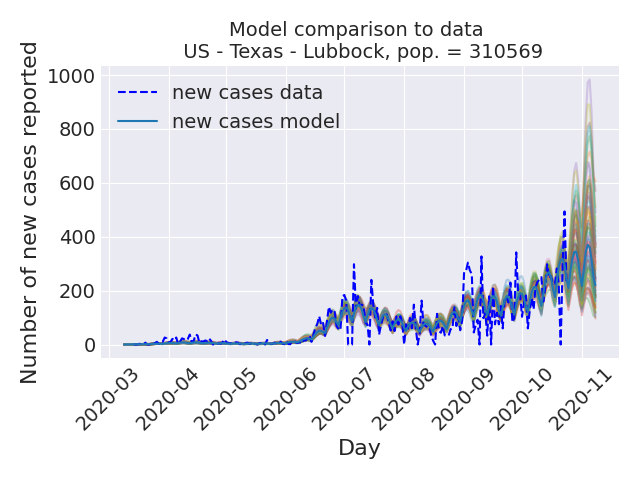 Model comparison to data
US - Texas - Lubbock, pop. = 310569
Number of new cases reported
1000
800
600
400
200
0
new cases data
new cases model
2020-03
2020-04
2020-05
2020-06
2020-07
2020-08
2020-09
2020-10
2020-11
Day